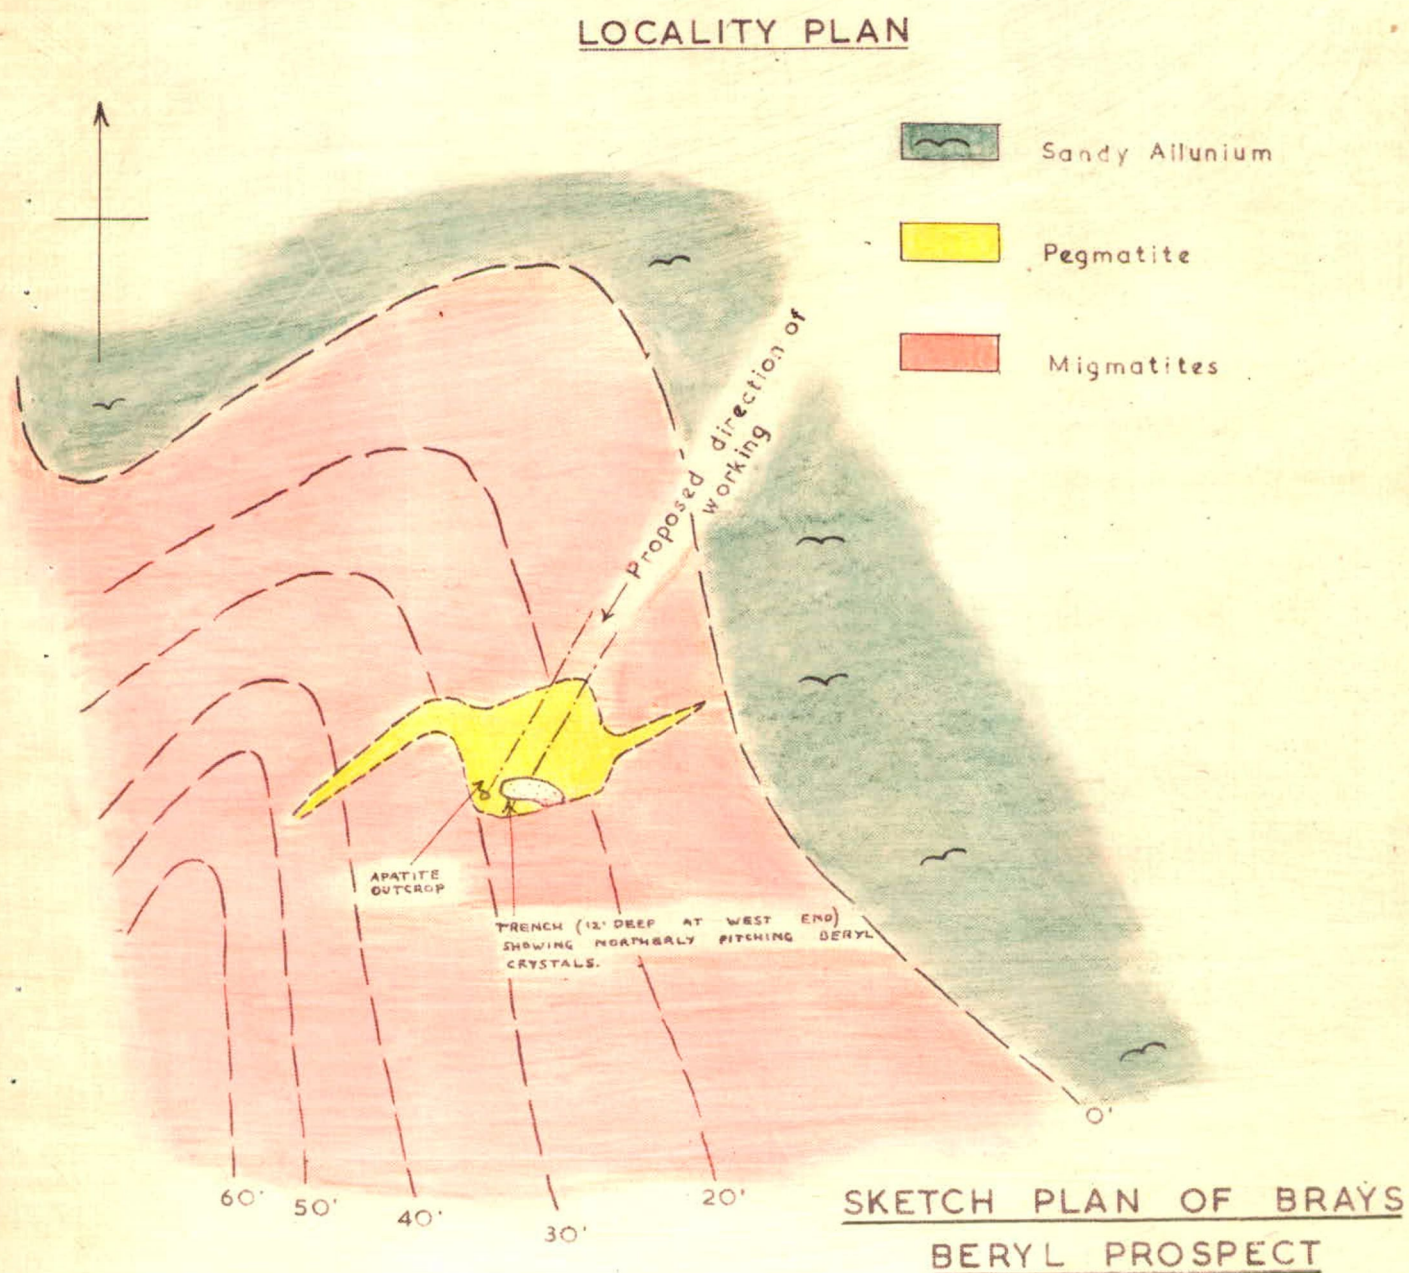 LOCALITY PLAN
Sandy Allunium
Pegmatite
Migmatites
Proposed direction of
working
APATITE
OUTCROP
TRENCH (12' DEEP AT WEST END)
SHOWING NORTHERLY PITCHING BERYL
CRYSTALS.
0'
60'
50'
40'
30'
20'
SKETCH PLAN OF BRAYS
BERYL PROSPECT